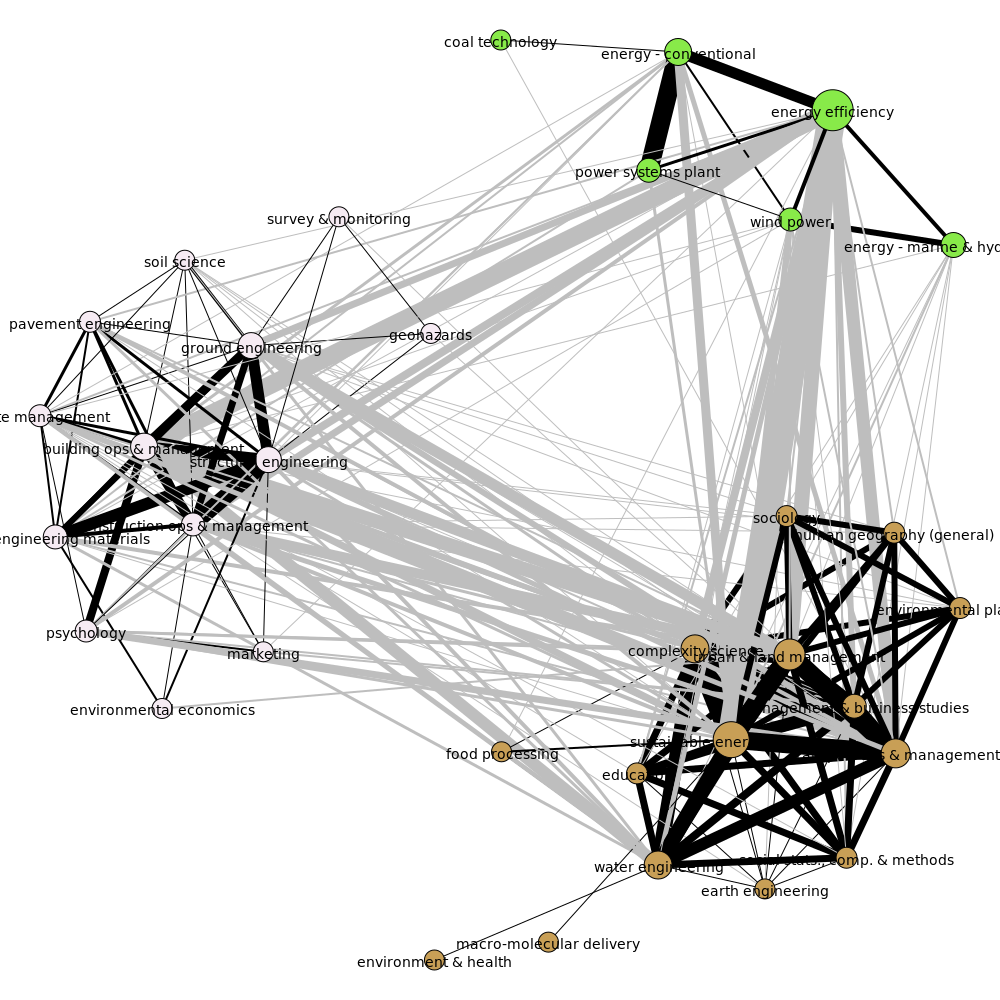 coal technology
energy - conventional
energy efficiency
power systems plant
wind power
energy - marine & hyd
survey & monitoring
soil science
pavement engineering
ground engineering
geohazards
te management
building ops & management
structural engineering
construction ops & management
engineering materials
psychology
marketing
environmental economics
sociology
human geography (general)
environmental pla
complexity science
urban & land management
management & business studies
sustainable energy
& management
food processing
education
water engineering
social stats., comp. & methods
earth engineering
macro-molecular delivery
environment & health